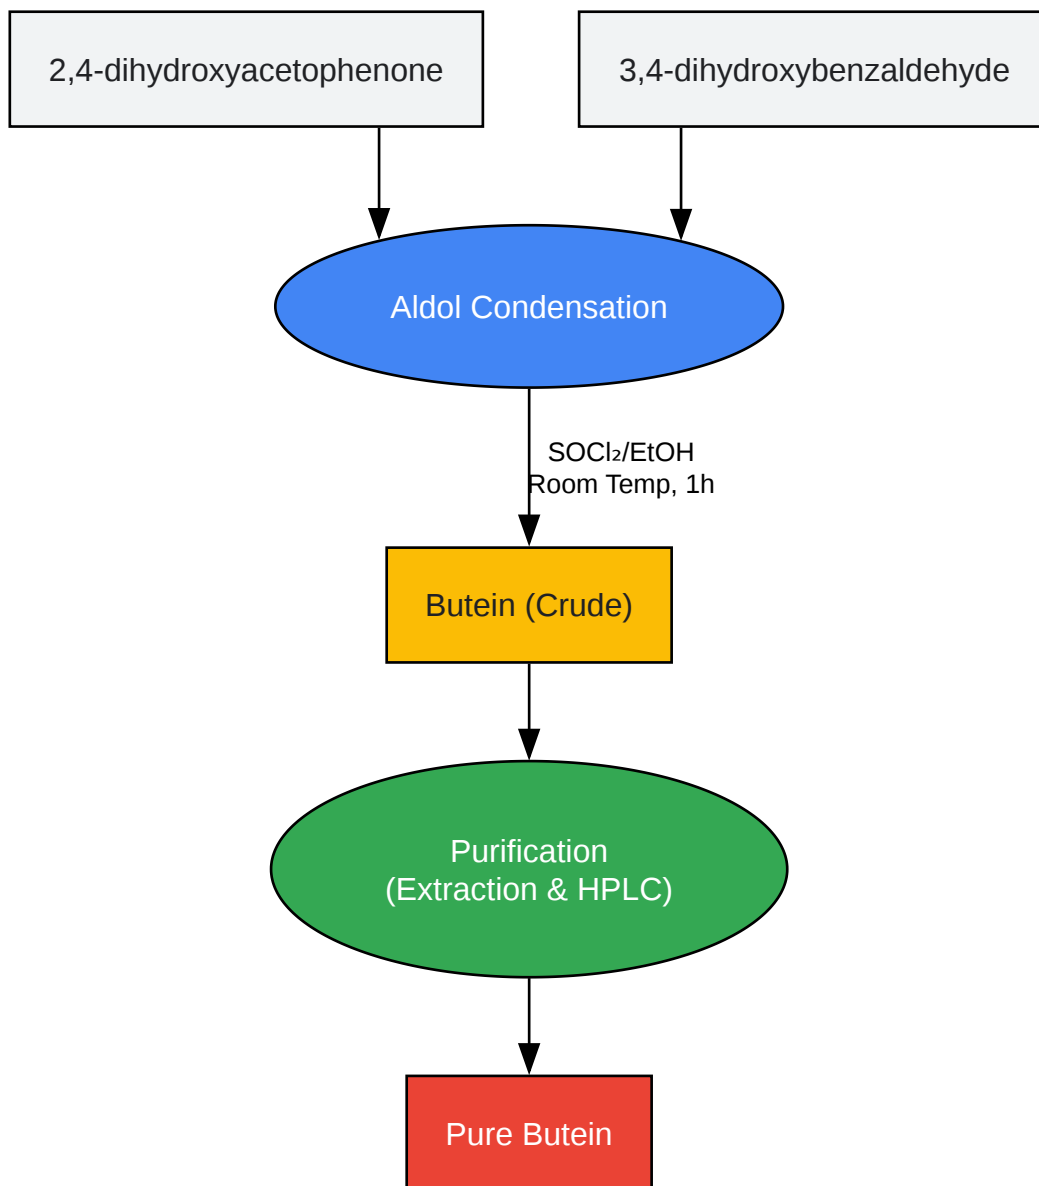 2,4-dihydroxyacetophenone
3,4-dihydroxybenzaldehyde
Aldol Condensation
SOCl₂/EtOH
Room Temp, 1h
Butein (Crude)
Purification
(Extraction & HPLC)
Pure Butein